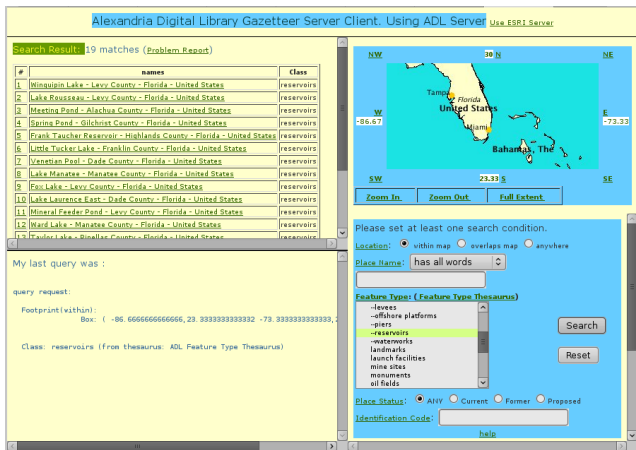 Alexandria Digital Library Gazetteer Server Client. Using ADL Server Use ESRI Server
Search Result: 19 matches (Problem Report)
# names Class
1 Winquipin Lake - Levy County - Florida - United States reservoirs
2 Lake Rousseau - Levy County - Florida - United States reservoirs
3 Meeting Pond - Alachua County - Florida - United States reservoirs
4 Spring Pond - Gilchrist County - Florida - United States reservoirs
5 Frank Taucher Reservoir - Highlands County - Florida - United States reservoirs
6 Little Tucker Lake - Franklin County - Florida - United States reservoirs
7 Venetian Pool - Dade County - Florida - United States reservoirs
8 Lake Manatee - Manatee County - Florida - United States reservoirs
9 Fox Lake - Levy County - Florida - United States reservoirs
10 Lake Laurence East - Dade County - Florida - United States reservoirs
11 Mineral Feeder Pond - Levy County - Florida - United States reservoirs
12 Ward Lake - Manatee County - Florida - United States reservoirs
13 Taylor Lake - Pinellas County - Florida - United States reservoirs
NW 30 N NE
Tampa
Florida
United States
W E
-86.67 -73.33
Miami
Bahamas, The
SW 23.33 S SE
Zoom In Zoom Out Full Extent
My last query was :
query request:
Footprint(within):
Box: ( -86.6666666666666,23.3333333333332 -73.3333333333333,2
Class: reservoirs (from thesaurus: ADL Feature Type Thesaurus)
Please set at least one search condition.
Location: within map overlaps map anywhere
Place Name: has all words
Feature Type: ( Feature Type Thesaurus)
--levees
--offshore platforms
--piers
--reservoirs
--waterworks
landmarks
launch facilities
mine sites
monuments
oil fields
Search
Reset
Place Status: ANY Current Former Proposed
Identification Code:
help